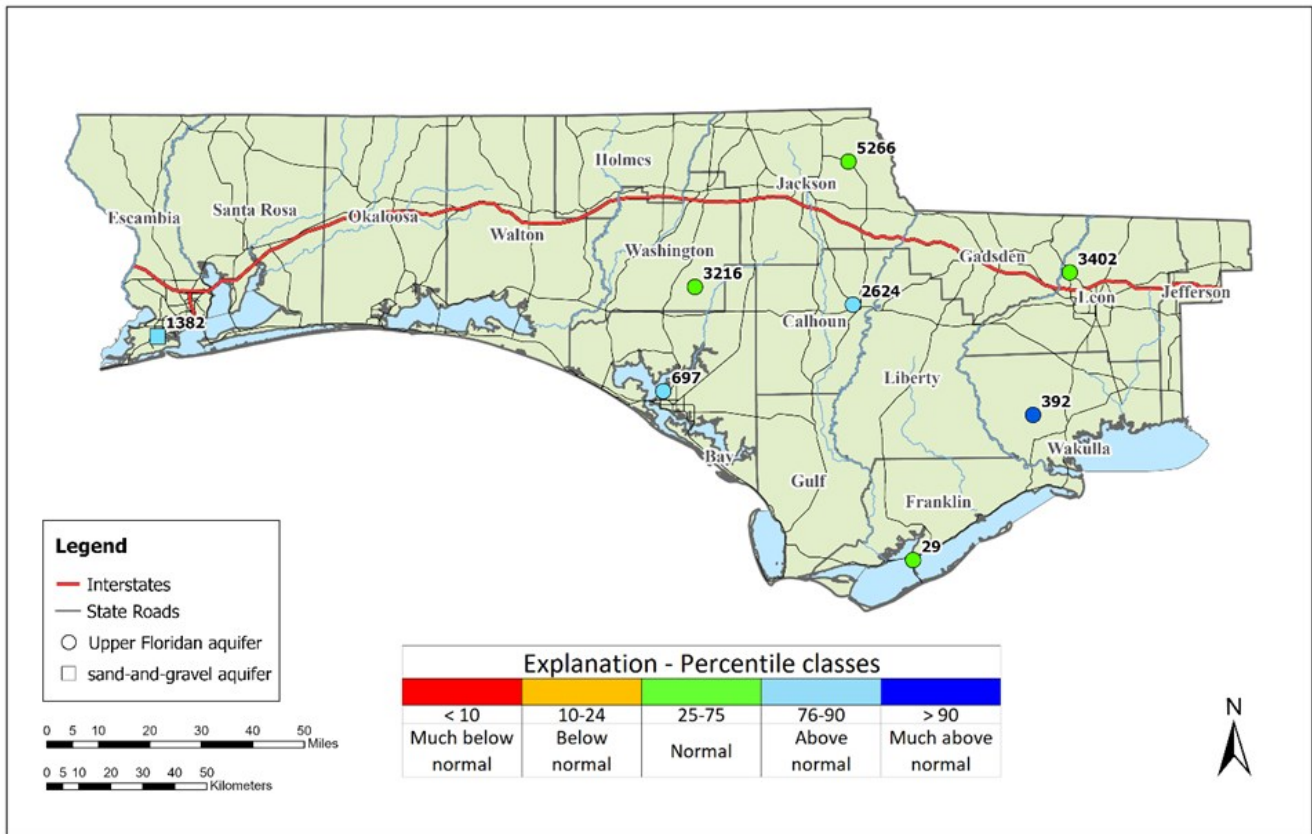 5266
Holmes
Jackson
Escambia
Santa Rosa
Okaloosa
Walton
Washington
Gadsden
3402
3216
2624
Leon
Jefferson
1382
Calhoun
697
Liberty
392
Bay
Wakulla
Gulf
Franklin
29
Legend
Interstates
State Roads
Upper Floridan aquifer
sand-and-gravel aquifer
0 5 10 20 30 40 50
Miles
0 5 10 20 30 40 50
Kilometers
Explanation - Percentile classes
< 10 10-24 25-75 76-90 > 90
Much below normal
Below normal
Normal
Above normal
Much above normal
N